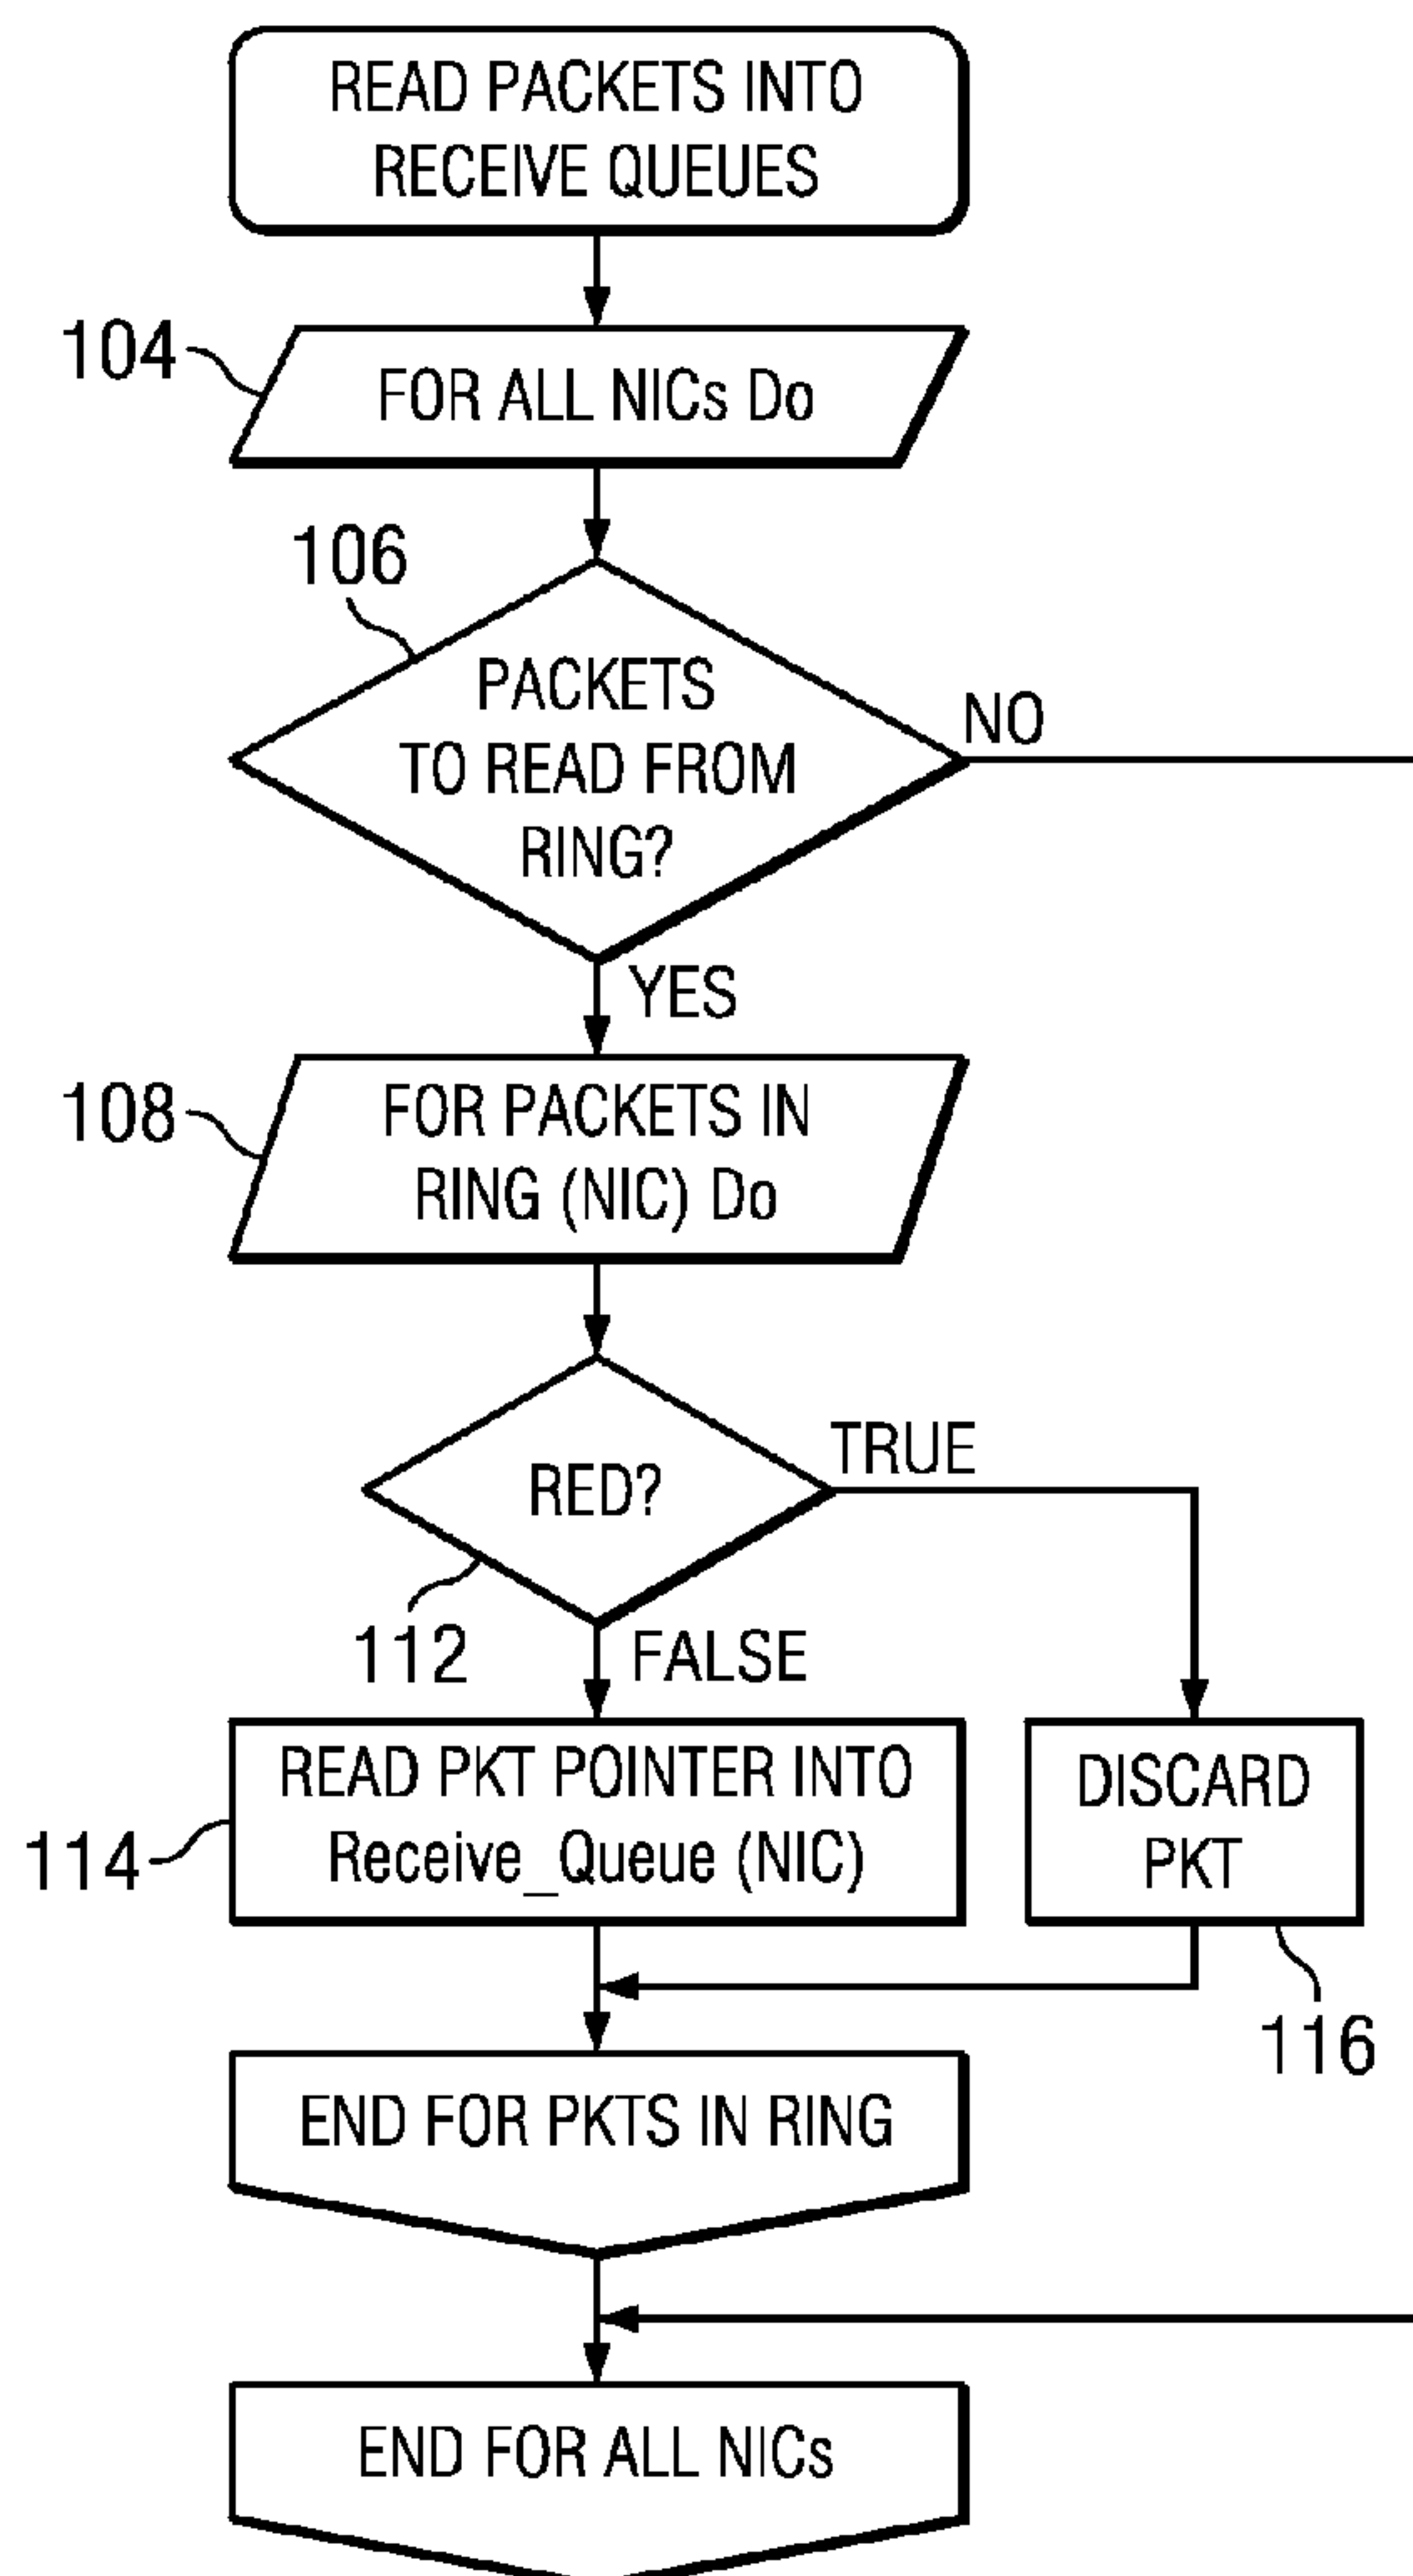 READ PACKETS INTO
RECEIVE QUEUES
104
FOR ALL NICs Do
106
PACKETS
TO READ FROM
RING?
NO
YES
108
FOR PACKETS IN
RING (NIC) Do
RED?
TRUE
112
FALSE
READ PKT POINTER INTO
Receive_Queue (NIC)
114
DISCARD
PKT
116
END FOR PKTS IN RING
END FOR ALL NICs